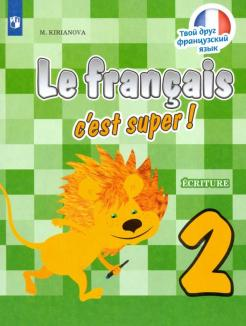 M. KIRIANOVA
Твой друг
французский
язык
Le français
c'est super!
ÉCRITURE
2